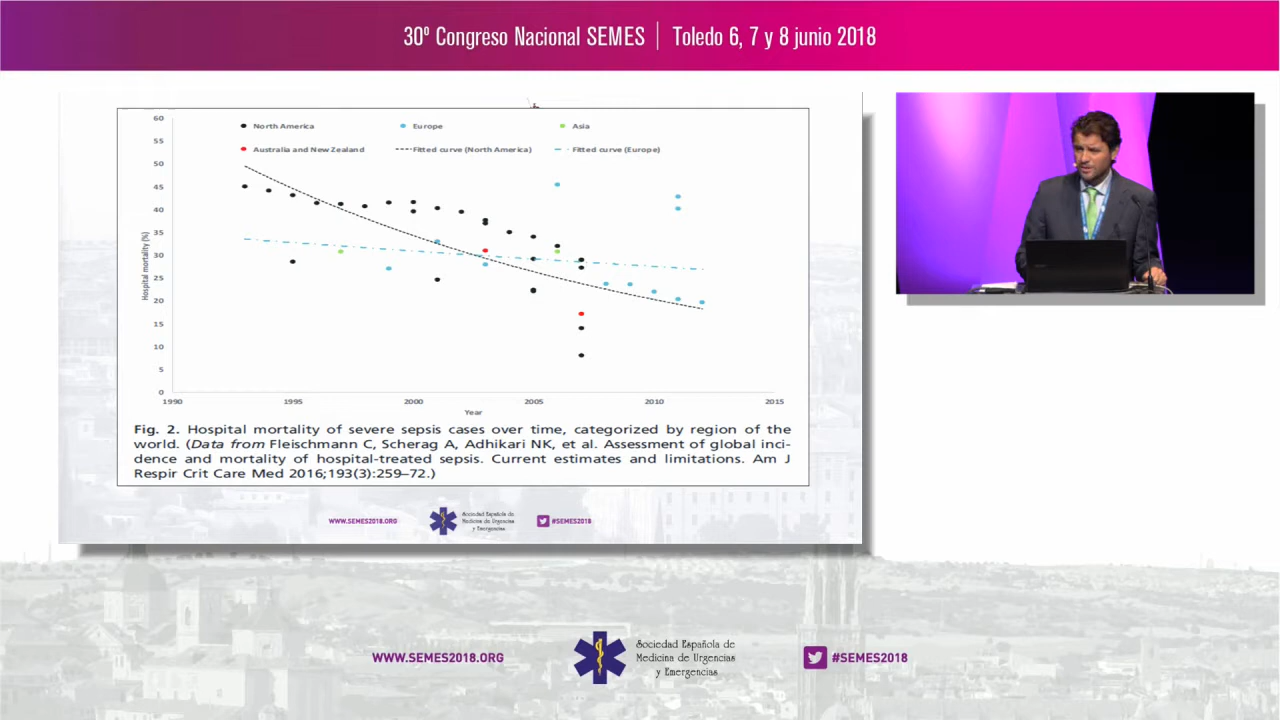 30º Congreso Nacional SEMES | Toledo 6, 7 y 8 junio 2018
60
55
50
45
40
35
30
25
20
15
10
5
0
Hospital mortality (%)
North America
Europe
Asia
Australia and New Zealand
Fitted curve (North America)
Fitted curve (Europe)
1990
1995
2000
2005
2010
2015
Year
Fig. 2. Hospital mortality of severe sepsis cases over time, categorized by region of the
world. (Data from Fleischmann C, Scherag A, Adhikari NK, et al. Assessment of global inci-
dence and mortality of hospital-treated sepsis. Current estimates and limitations. Am J
Respir Crit Care Med 2016;193(3):259–72.)
WWW.SEMES2018.ORG
Sociedad Española de
Medicina de Urgencias
y Emergencias
#SEMES2018
WWW.SEMES2018.ORG
Sociedad Española de
Medicina de Urgencias
y Emergencias
#SEMES2018